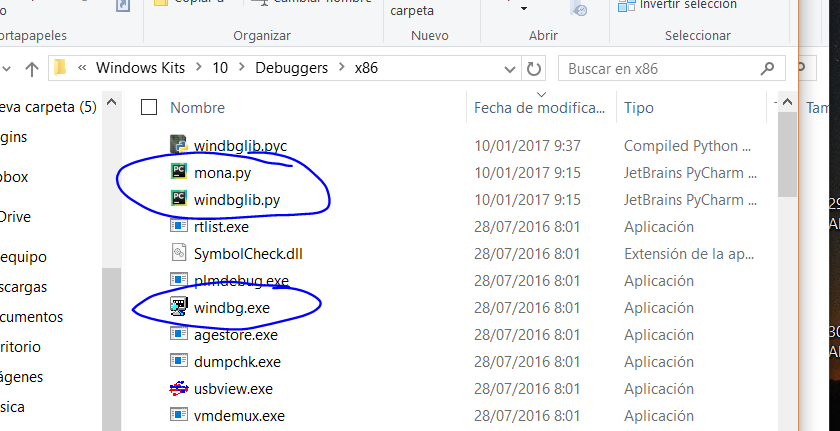 Copiar a
Cambiar nombre
carpeta
Invertir selección
ortapapeles
Organizar
Nuevo
Abrir
Seleccionar
« Windows Kits > 10 > Debuggers > x86
Buscar en x86
eva carpeta (5)
Nombre
Fecha de modifica...
Tipo
Tam
windbglib.pyc 10/01/2017 9:37 Compiled Python ...
gins
mona.py 10/01/2017 9:15 JetBrains PyCharm ...
pbox
windbglib.py 10/01/2017 9:15 JetBrains PyCharm ...
Drive
rtlist.exe 28/07/2016 8:01 Aplicación
SymbolCheck.dll 28/07/2016 8:01 Extensión de la ap...
equipo
plmdebug.exe 28/07/2016 8:01 Aplicación
scargas
windbg.exe 28/07/2016 8:01 Aplicación
cumentos
agestore.exe 28/07/2016 8:01 Aplicación
ritorio
dumpchk.exe 28/07/2016 8:01 Aplicación
ágenes
usbview.exe 28/07/2016 8:01 Aplicación
sica
vmdemux.exe 28/07/2016 8:01 Aplicación